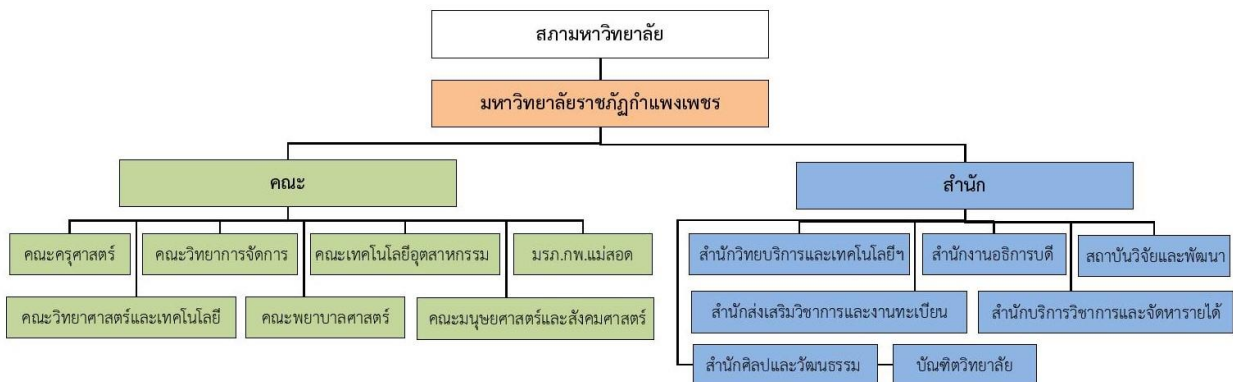 สภามหาวิทยาลัย
มหาวิทยาลัยราชภัฏกำแพงเพชร
คณะ
สำนัก
คณะครุศาสตร์
คณะวิทยาการจัดการ
คณะเทคโนโลยีอุตสาหกรรม
มรภ.กพ.แม่สอด
สำนักวิทยบริการและเทคโนโลยีฯ
สำนักงานอธิการบดี
สถาบันวิจัยและพัฒนา
คณะวิทยาศาสตร์และเทคโนโลยี
คณะพยาบาลศาสตร์
คณะมนุษยศาสตร์และสังคมศาสตร์
สำนักส่งเสริมวิชาการและงานทะเบียน
สำนักบริการวิชาการและจัดหารายได้
สำนักศิลปและวัฒนธรรม
บัณฑิตวิทยาลัย